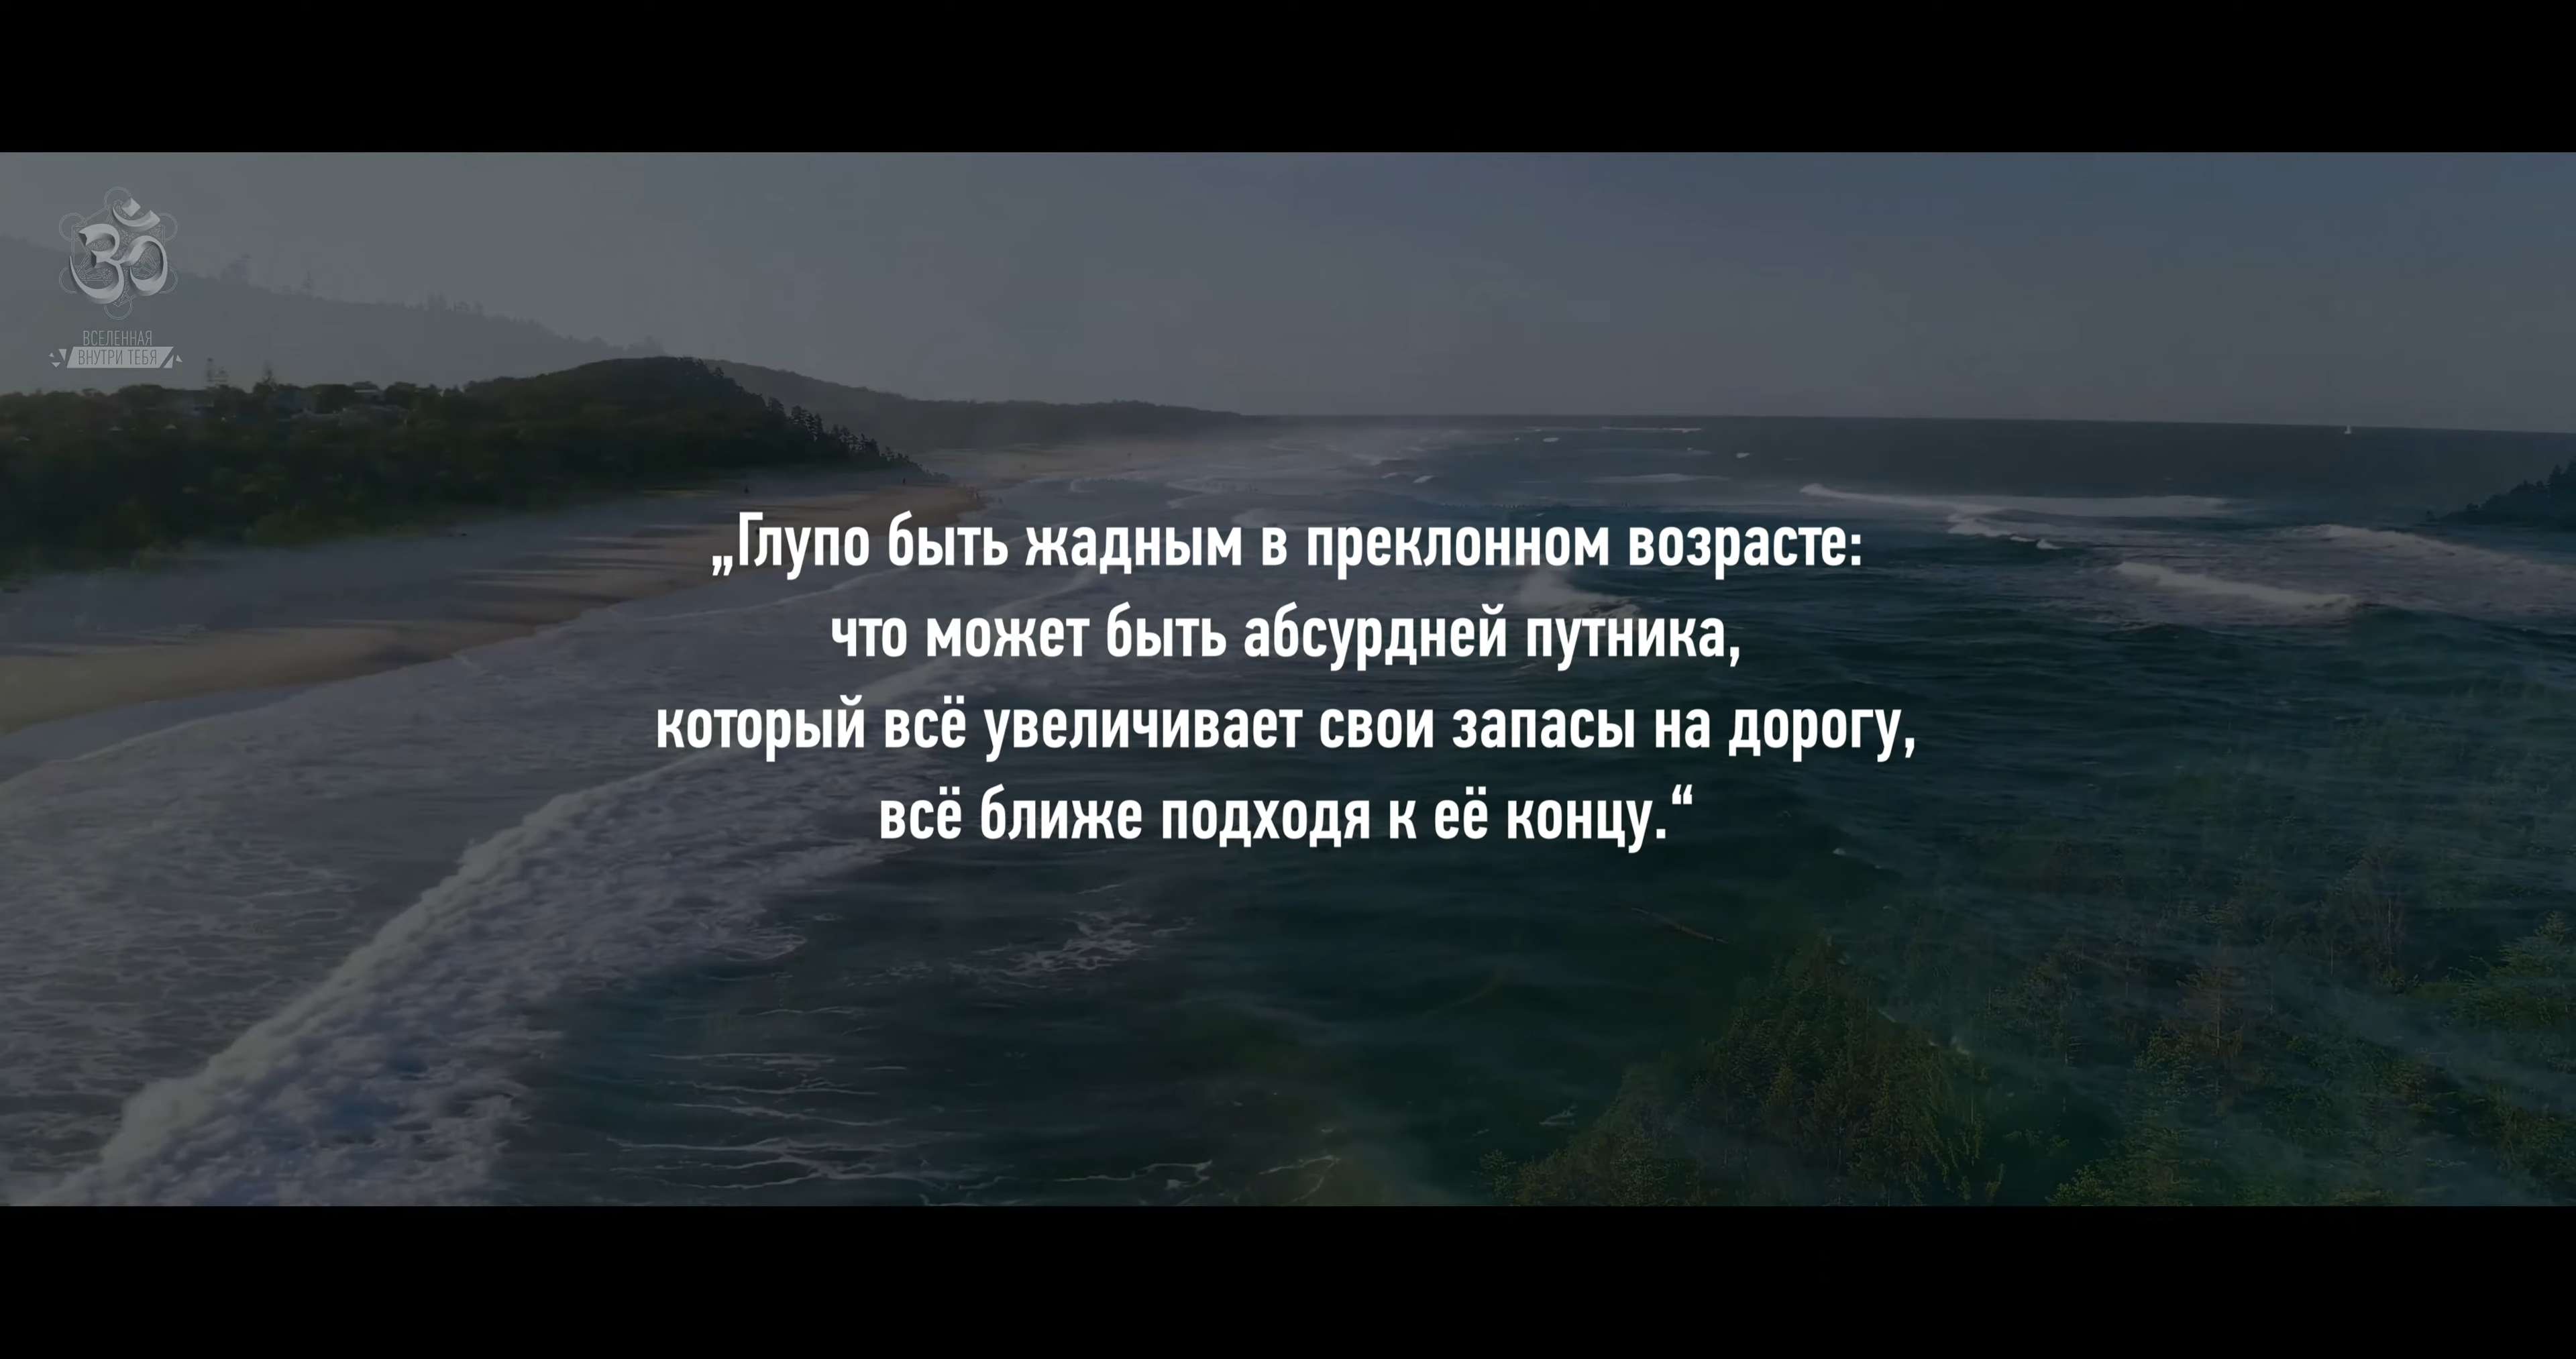 ВСЕЛЕННАЯ
ВНУТРИ ТЕБЯ
„Глупо быть жадным в преклонном возрасте:
что может быть абсурдней путника,
который всё увеличивает свои запасы на дорогу,
всё ближе подходя к её концу.“